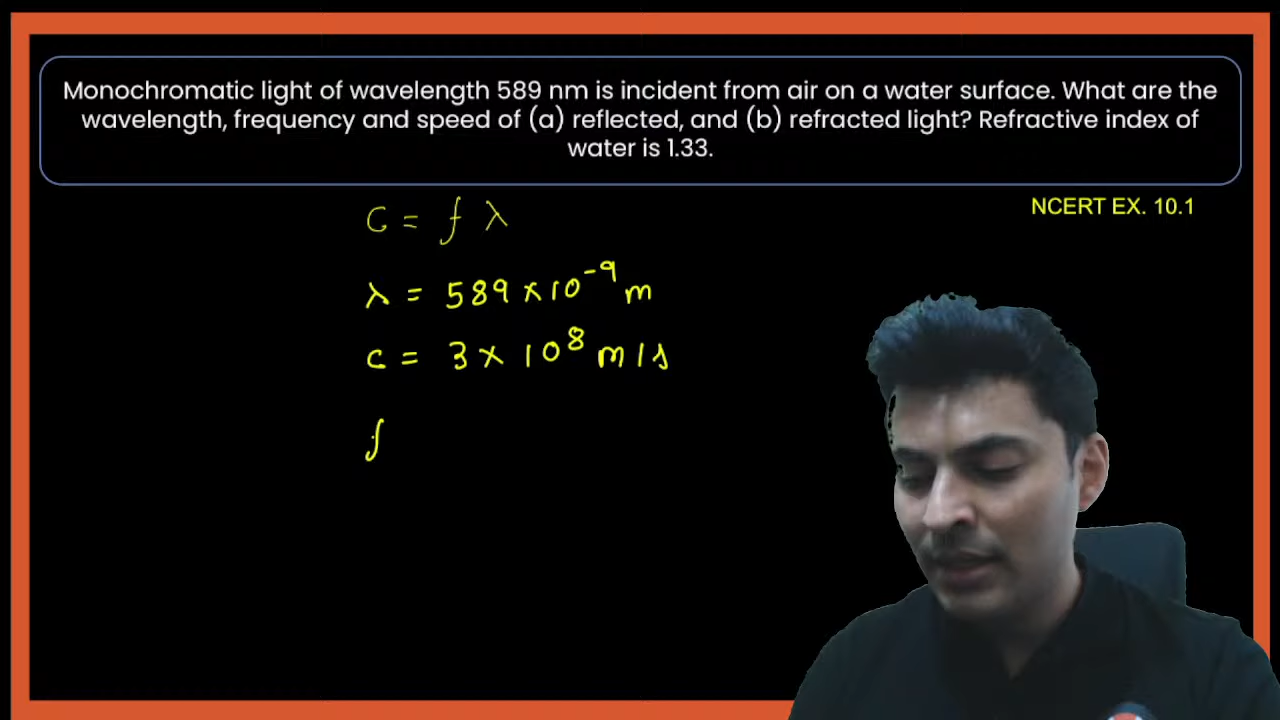 Monochromatic light of wavelength 589 nm is incident from air on a water surface. What are the
wavelength, frequency and speed of (a) reflected, and (b) refracted light? Refractive index of
water is 1.33.
NCERT EX. 10.1
C = f λ
λ = 589 × 10⁻⁹ m
c = 3 × 10⁸ m/s
f